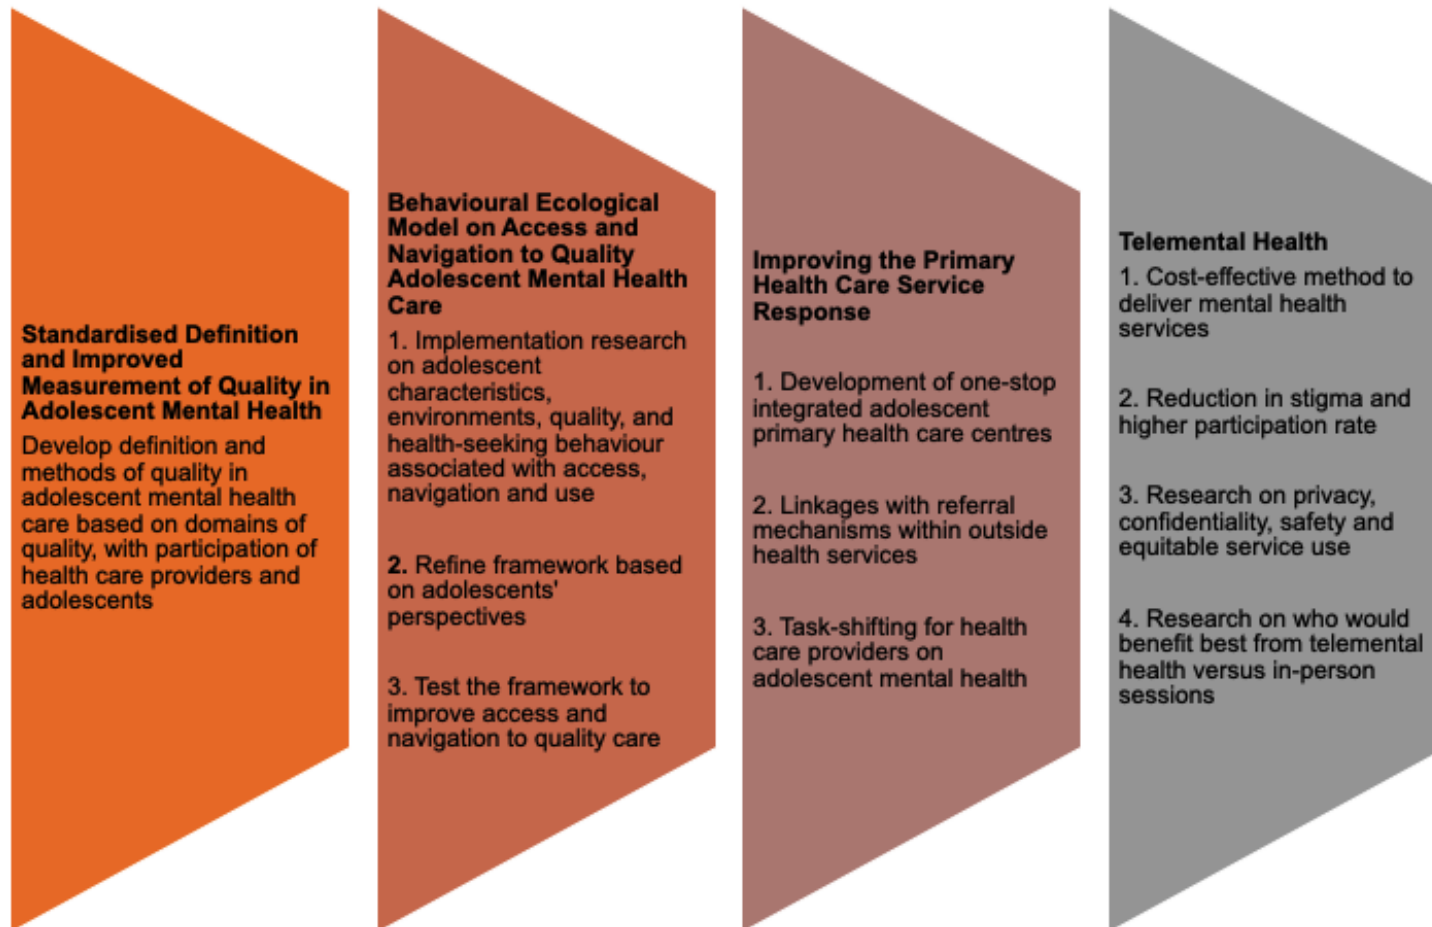 Standardised Definition
and Improved
Measurement of Quality in
Adolescent Mental Health
Develop definition and
methods of quality in
adolescent mental health
care based on domains of
quality, with participation of
health care providers and
adolescents
Behavioural Ecological
Model on Access and
Navigation to Quality
Adolescent Mental Health
Care
1. Implementation research
on adolescent
characteristics,
environments, quality, and
health-seeking behaviour
associated with access,
navigation and use
2. Refine framework based
on adolescents'
perspectives
3. Test the framework to
improve access and
navigation to quality care
Improving the Primary
Health Care Service
Response
1. Development of one-stop
integrated adolescent
primary health care centres
2. Linkages with referral
mechanisms within outside
health services
3. Task-shifting for health
care providers on
adolescent mental health
Telemental Health
1. Cost-effective method to
deliver mental health
services
2. Reduction in stigma and
higher participation rate
3. Research on privacy,
confidentiality, safety and
equitable service use
4. Research on who would
benefit best from telemental
health versus in-person
sessions